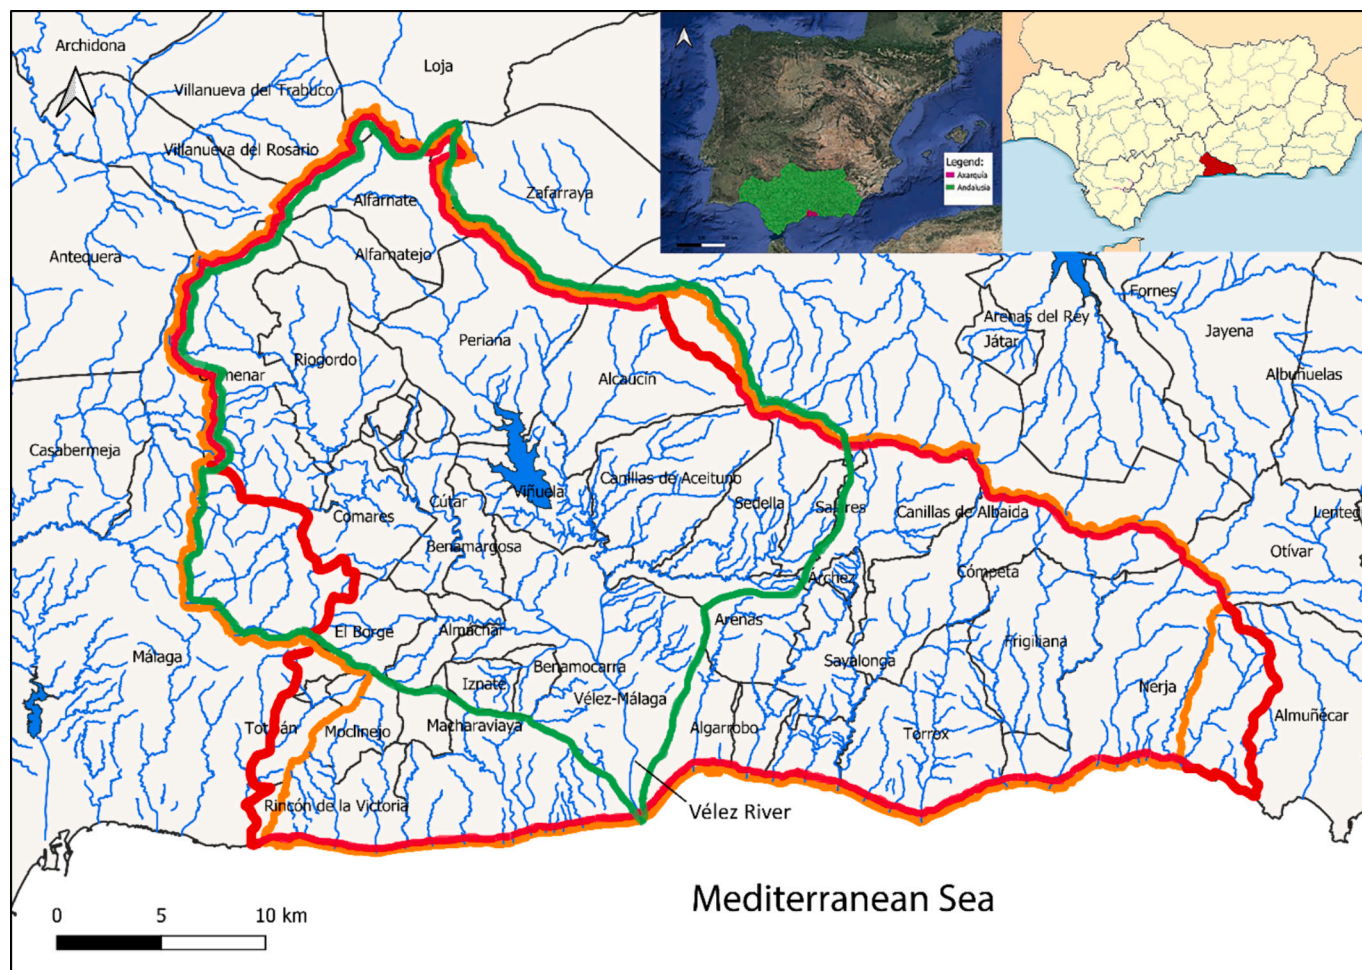 Archidona
Loja
Villanueva del Trabuco
Villanueva del Rosario
Alfarnate
Zafarraya
Antequera
Alfarnatejo
Legend:
Axarquía
Andalusia
Fornes
Arenas del Rey
Játar
Jayena
Periana
Riogordo
Colmenar
Alcaucín
Albuñuelas
Casabermeja
Canillas de Aceituno
Viñuela
Cútar
Comares
Sedella
Salares
Canillas de Albaida
Lenteg
Otívar
Benamargosa
Árchez
Cómpeta
El Borge
Almáchar
Arenas
Frigiliana
Málaga
Benamocarra
Sayalonga
Iznate
Vélez-Málaga
Nerja
Totalán
Moclinejo
Macharaviaya
Algarrobo
Torrox
Almuñécar
Rincón de la Victoria
Vélez River
Mediterranean Sea
0 5 10 km